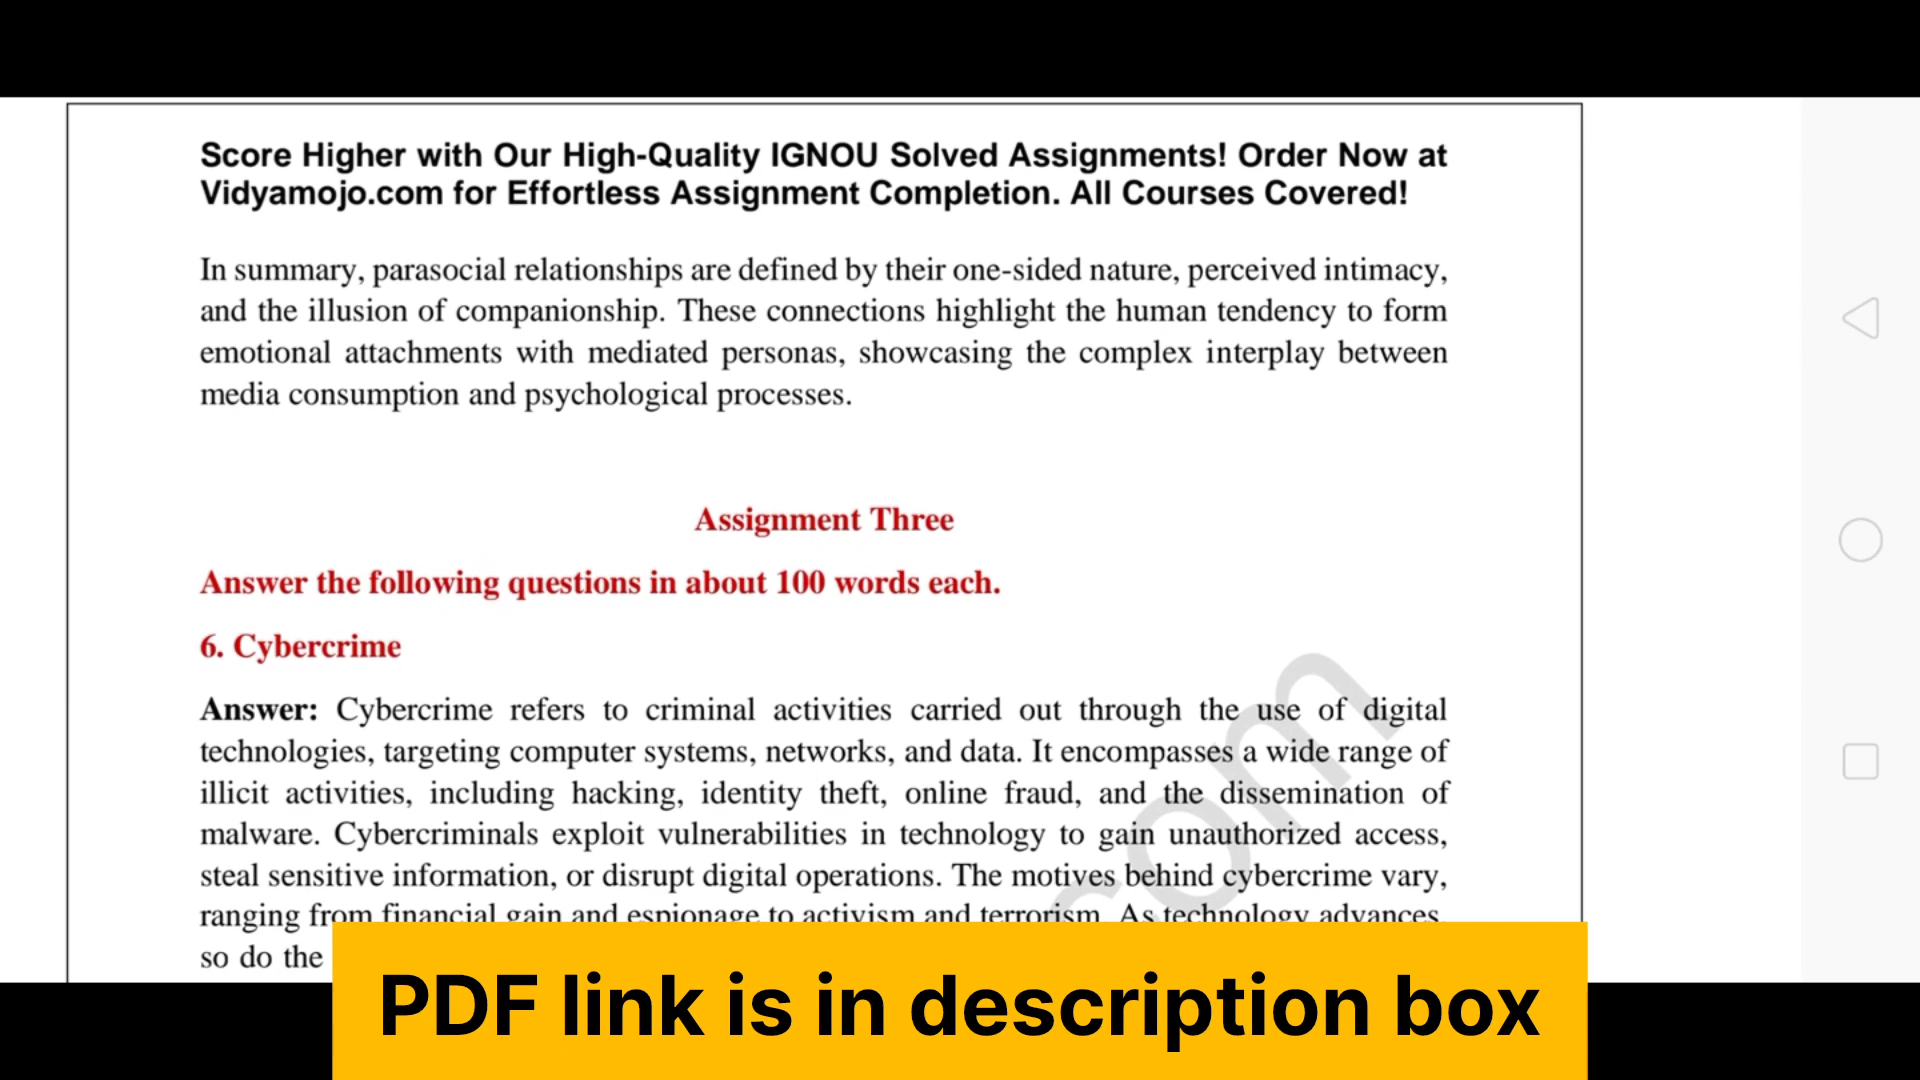 Score Higher with Our High-Quality IGNOU Solved Assignments! Order Now at
Vidyamojo.com for Effortless Assignment Completion. All Courses Covered!
In summary, parasocial relationships are defined by their one-sided nature, perceived intimacy,
and the illusion of companionship. These connections highlight the human tendency to form
emotional attachments with mediated personas, showcasing the complex interplay between
media consumption and psychological processes.
Assignment Three
Answer the following questions in about 100 words each.
6. Cybercrime
Answer: Cybercrime refers to criminal activities carried out through the use of digital
technologies, targeting computer systems, networks, and data. It encompasses a wide range of
illicit activities, including hacking, identity theft, online fraud, and the dissemination of
malware. Cybercriminals exploit vulnerabilities in technology to gain unauthorized access,
steal sensitive information, or disrupt digital operations. The motives behind cybercrime vary,
ranging from financial gain and espionage to activism and terrorism. As technology advances,
so do the
com
PDF link is in description box